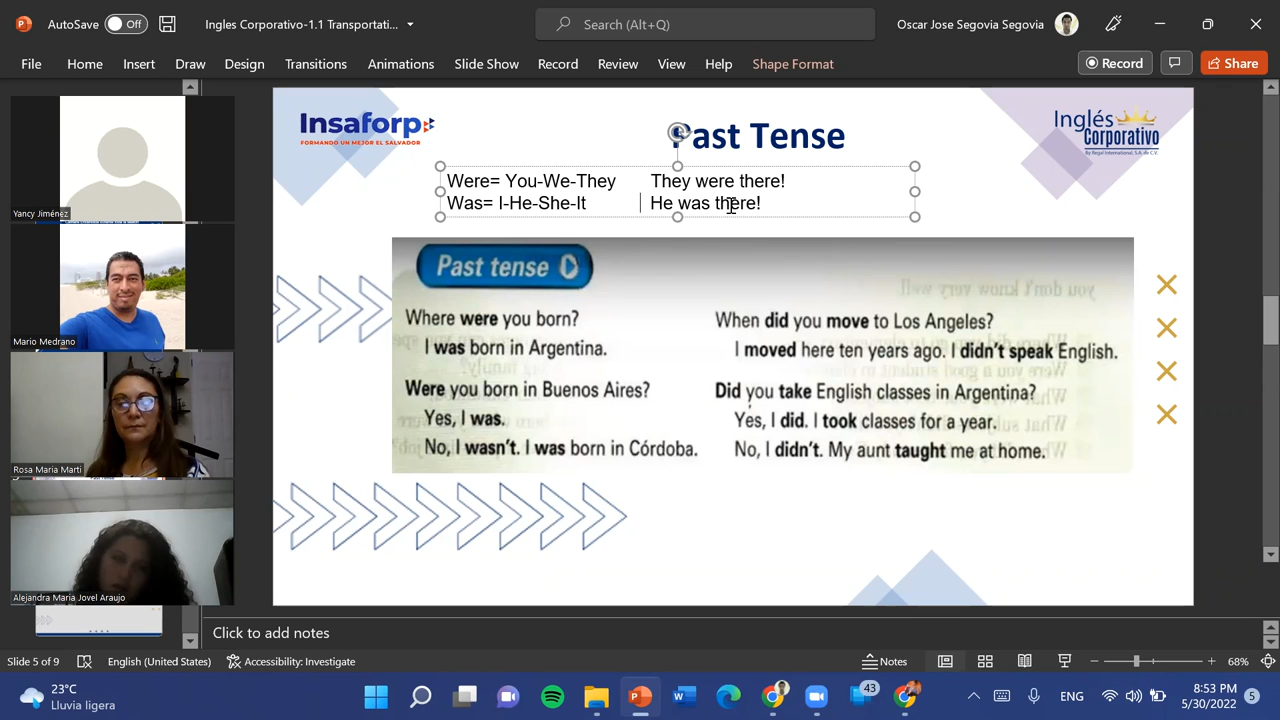 AutoSave Off
Ingles Corporativo-1.1 Transportati...
Search (Alt+Q)
Oscar Jose Segovia Segovia
File Home Insert Draw Design Transitions Animations Slide Show Record Review View Help Shape Format
Record
Share
Yancy Jiménez
Mario Medrano
Rosa Maria Marti
Alejandra Maria Jovel Araujo
Insaforp
FORMANDO UN MEJOR EL SALVADOR
Past Tense
Inglés
Corporativo
By Regal International, S.A. de C.V.
Were= You-We-They They were there!
Was= I-He-She-It He was there!
Past tense
Where were you born?
I was born in Argentina.
Were you born in Buenos Aires?
Yes, I was.
No, I wasn't. I was born in Córdoba.
When did you move to Los Angeles?
I moved here ten years ago. I didn't speak English.
Did you take English classes in Argentina?
Yes, I did. I took classes for a year.
No, I didn't. My aunt taught me at home.
Click to add notes
Slide 5 of 9
English (United States)
Accessibility: Investigate
Notes
68%
23°C
Lluvia ligera
43
ENG
8:53 PM
5/30/2022
5